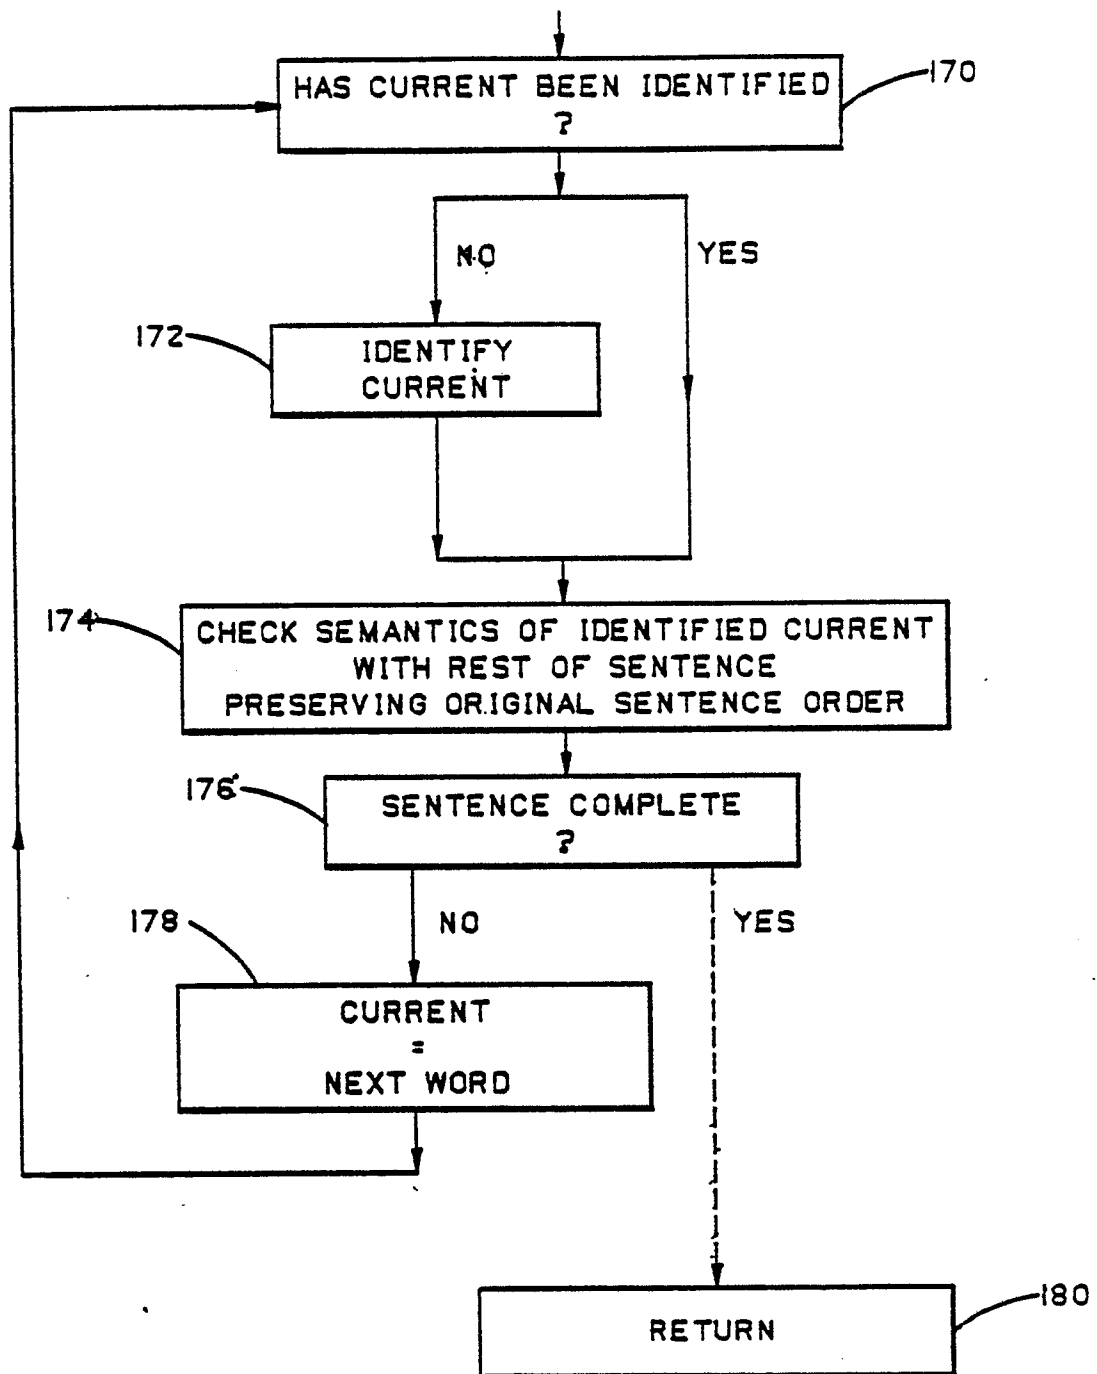 HAS CURRENT BEEN IDENTIFIED
?
170
NO
YES
172
IDENTIFY
CURRENT
174
CHECK SEMANTICS OF IDENTIFIED CURRENT
WITH REST OF SENTENCE
PRESERVING ORIGINAL SENTENCE ORDER
176
SENTENCE COMPLETE
?
NO
YES
178
CURRENT
=
NEXT WORD
180
RETURN